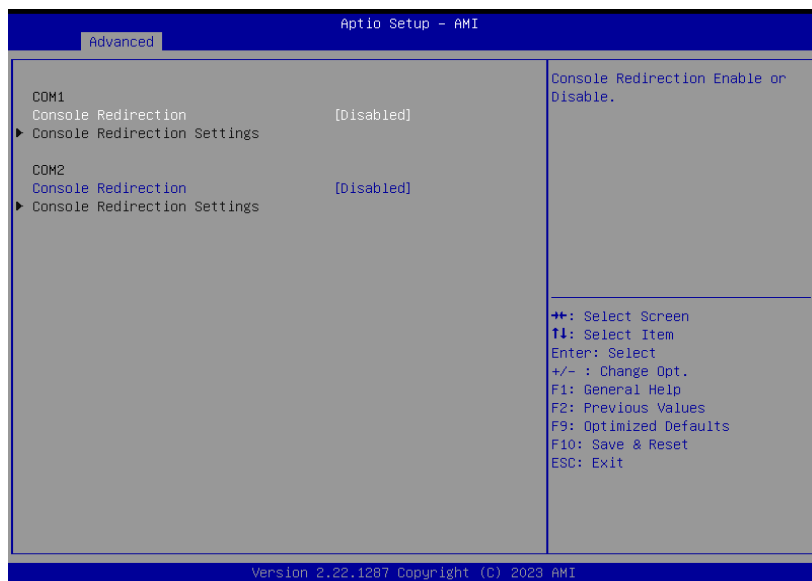 Aptio Setup – AMI
Advanced
COM1
Console Redirection [Disabled]
▶ Console Redirection Settings
COM2
Console Redirection [Disabled]
▶ Console Redirection Settings
Console Redirection Enable or
Disable.
→←: Select Screen
↑↓: Select Item
Enter: Select
+/- : Change Opt.
F1: General Help
F2: Previous Values
F9: Optimized Defaults
F10: Save & Reset
ESC: Exit
Version 2.22.1287 Copyright (C) 2023 AMI